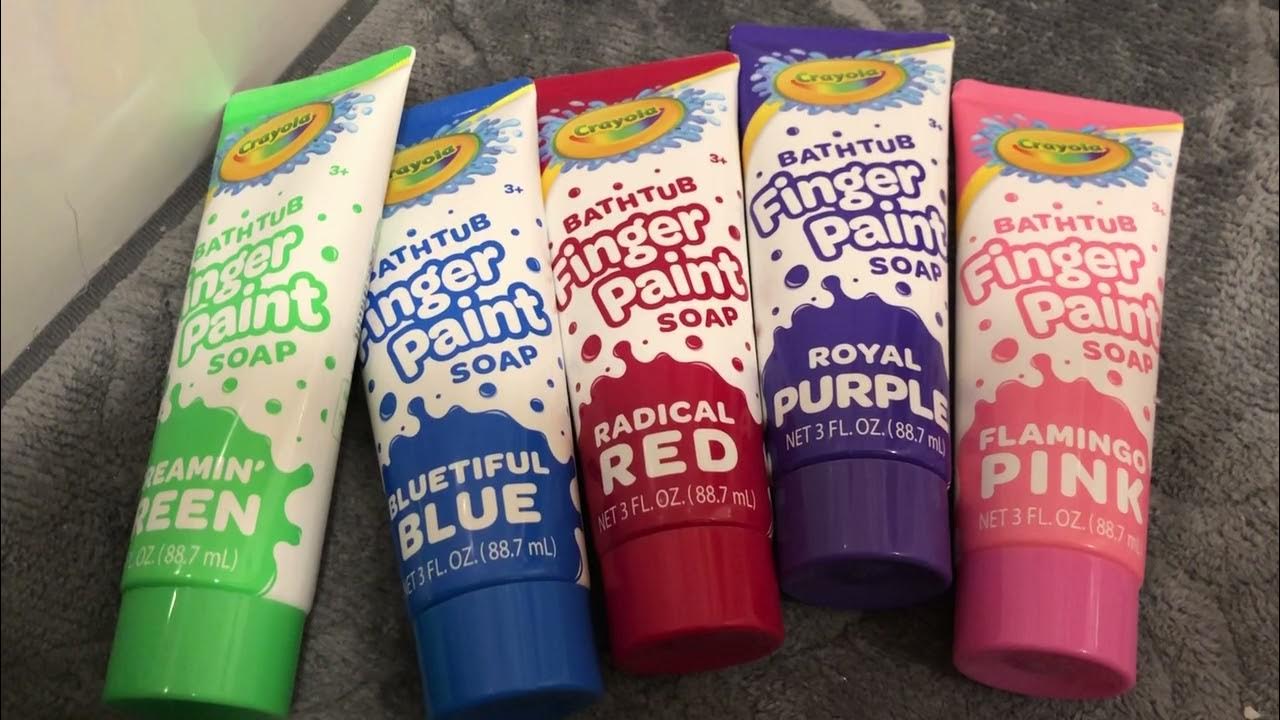 Crayola
3+
BATHTUB
inger
Paint
SOAP
REAMIN'
REEN
. OZ. (88.7 mL)
Crayola
3+
BATHTUB
Finger
Paint
SOAP
BLUETIFUL
BLUE
NET 3 FL. OZ. (88.7 mL)
Crayola
3+
BATHTUB
Finger
Paint
SOAP
RADICAL
RED
NET 3 FL. OZ. (88.7 mL)
Crayola
3+
BATHTUB
Finger
Paint
SOAP
ROYAL
PURPLE
NET 3 FL. OZ. (88.7 mL)
Crayola
3+
BATHTUB
Finger
Paint
SOAP
FLAMINGO
PINK
NET 3 FL. OZ. (88.7 mL